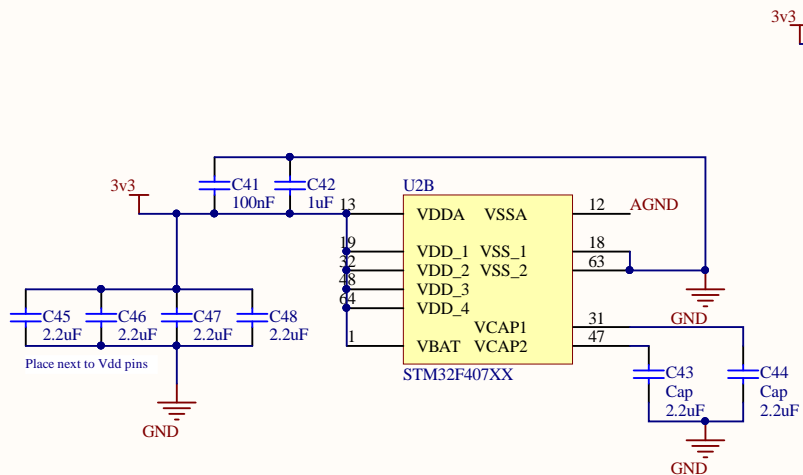 3v3
3v3
C41
100nF
C42
1uF
U2B
13
VDDA
VSSA
12
AGND
19
VDD_1
VSS_1
18
32
VDD_2
VSS_2
63
48
VDD_3
64
VDD_4
GND
VCAP1
31
1
VBAT
VCAP2
47
STM32F407XX
C45
2.2uF
C46
2.2uF
C47
2.2uF
C48
2.2uF
Place next to Vdd pins
GND
C43
Cap
2.2uF
C44
Cap
2.2uF
GND